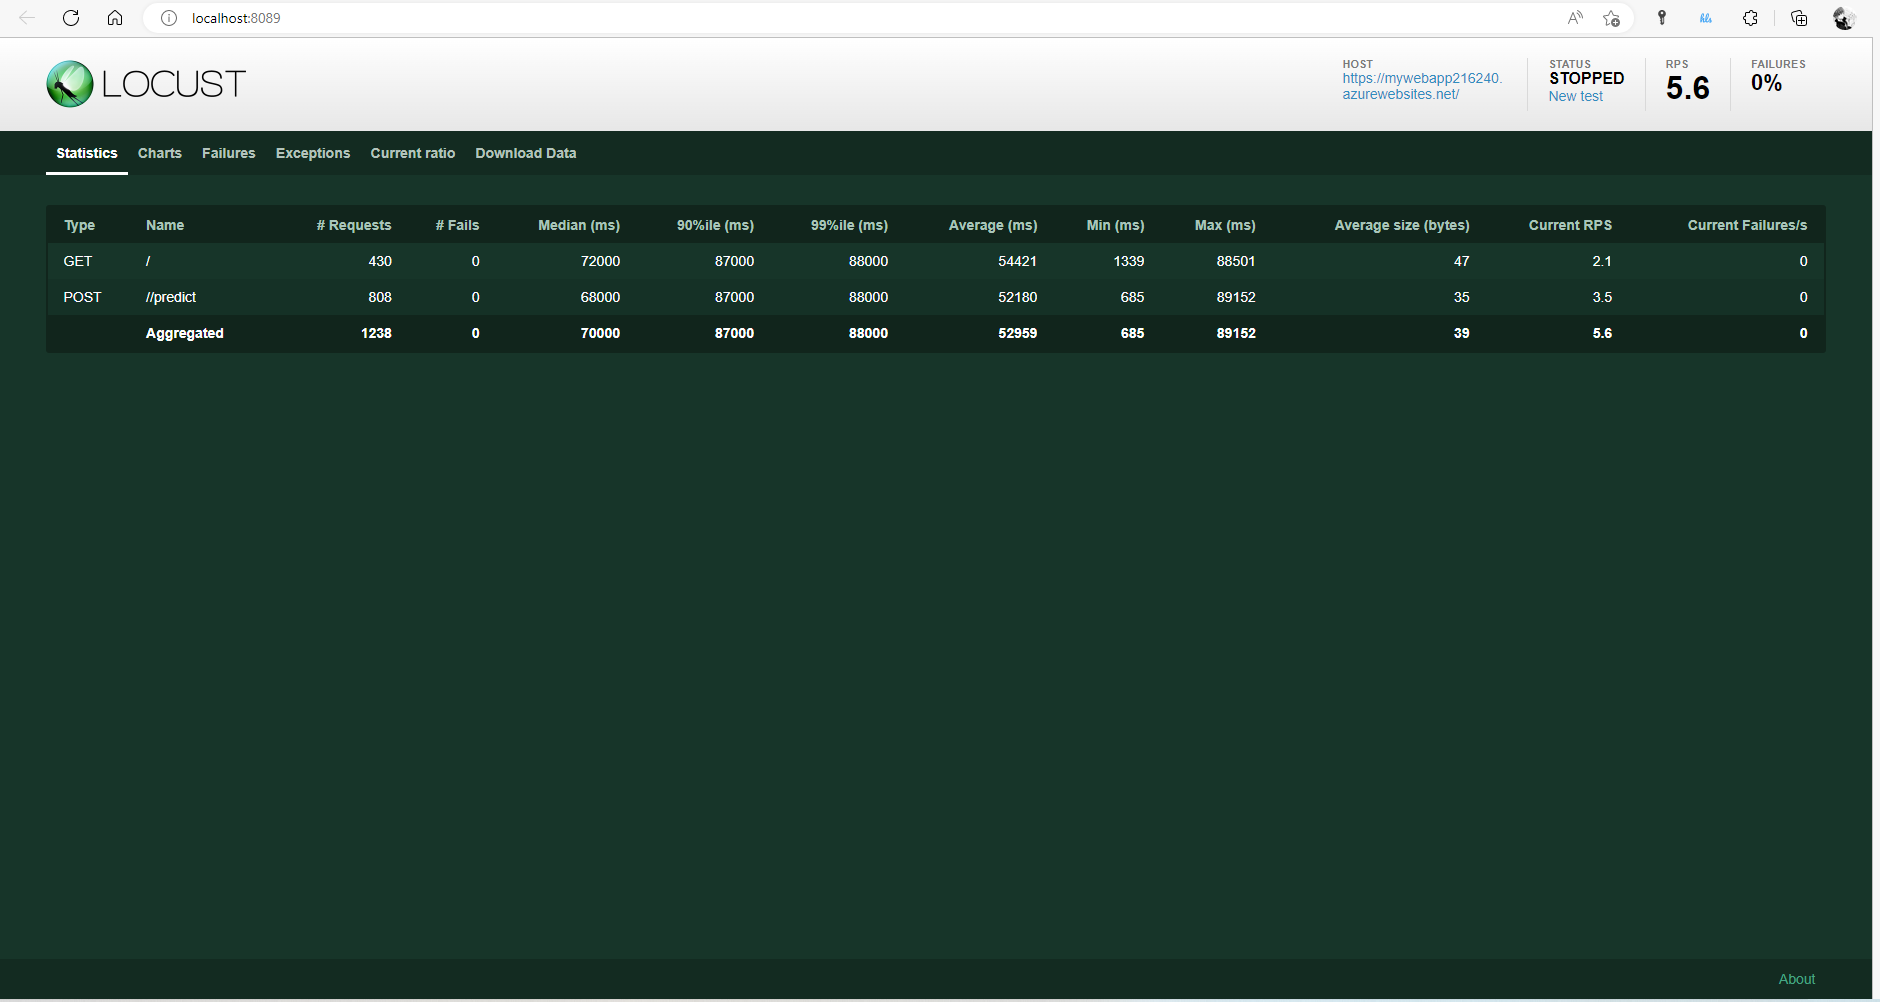 localhost:8089
LOCUST
HOST
https://mywebapp216240.
azurewebsites.net/
STATUS
STOPPED
New test
RPS
5.6
FAILURES
0%
Statistics Charts Failures Exceptions Current ratio Download Data
Type Name # Requests # Fails Median (ms) 90%ile (ms) 99%ile (ms) Average (ms) Min (ms) Max (ms) Average size (bytes) Current RPS Current Failures/s
GET / 430 0 72000 87000 88000 54421 1339 88501 47 2.1 0
POST //predict 808 0 68000 87000 88000 52180 685 89152 35 3.5 0
Aggregated 1238 0 70000 87000 88000 52959 685 89152 39 5.6 0
About